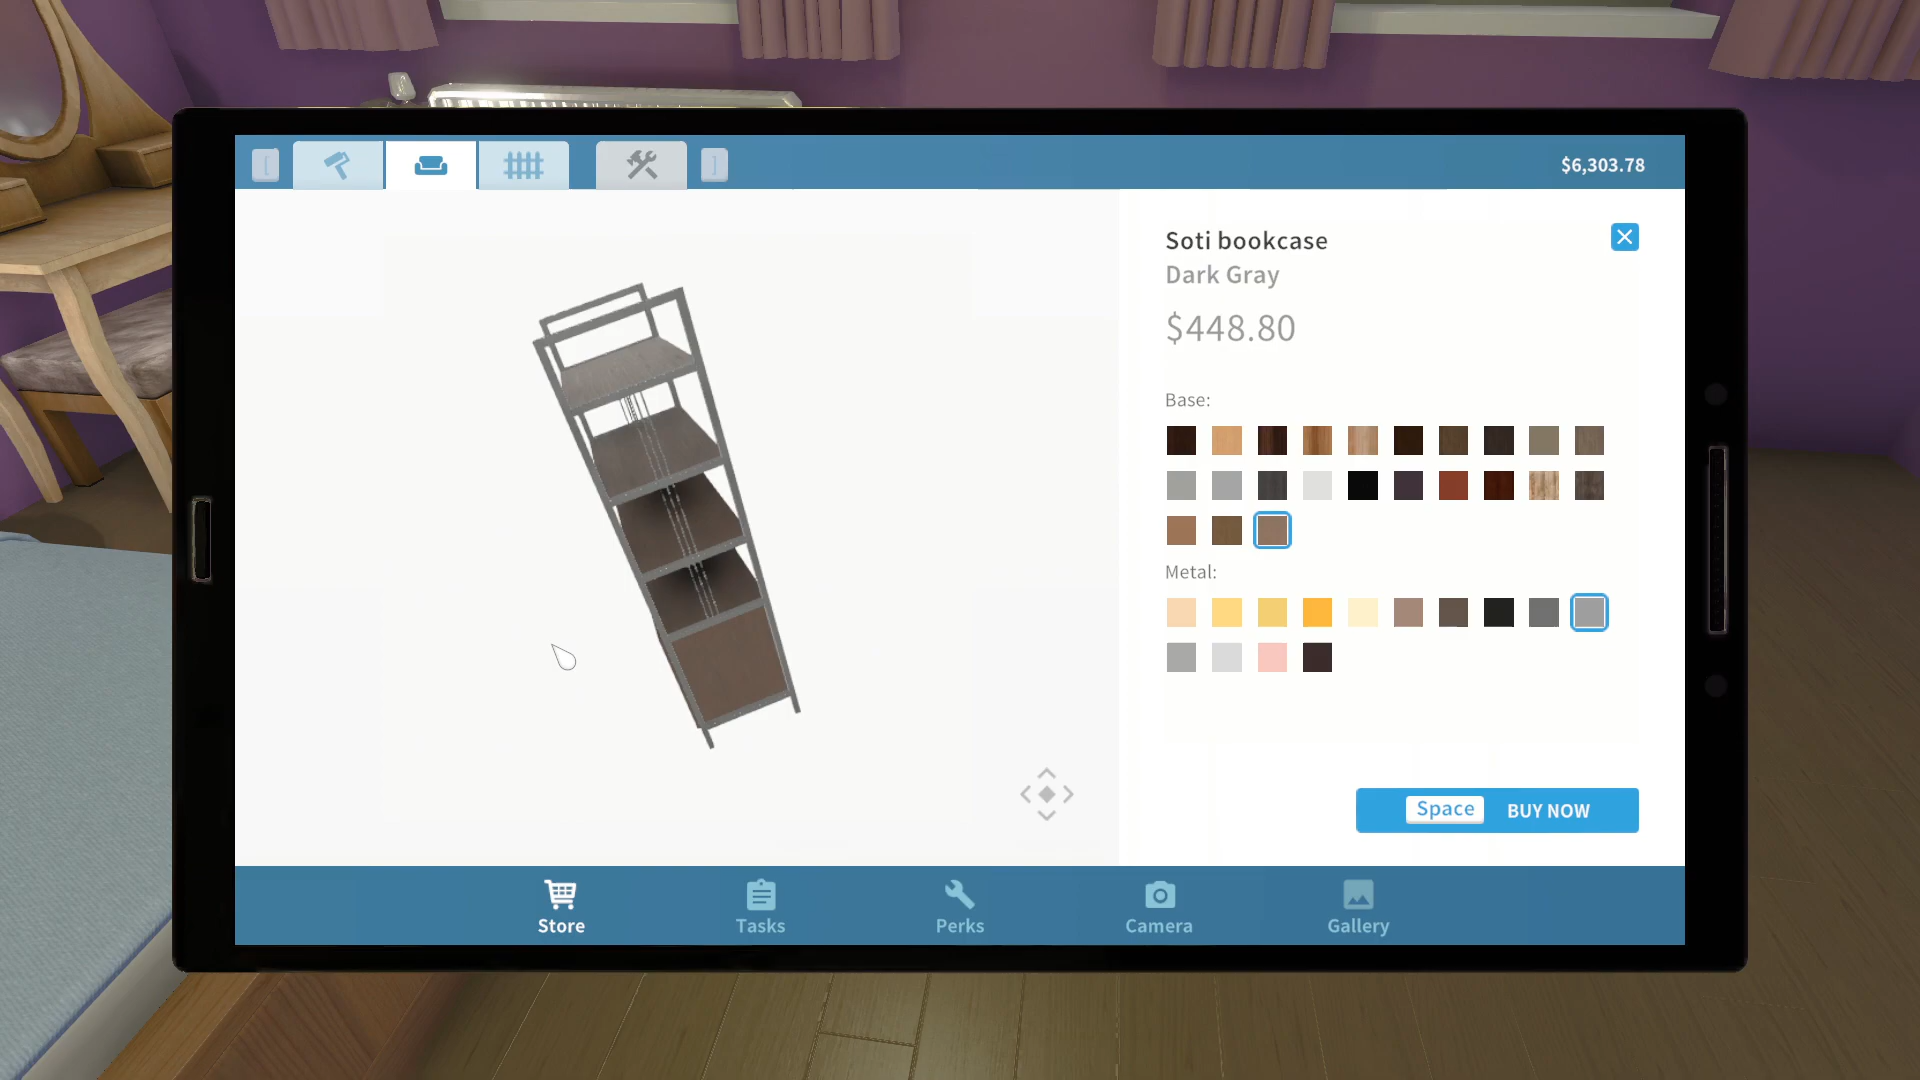 [
]
$6,303.78
Soti bookcase
Dark Gray
$448.80
Base:
Metal:
Space BUY NOW
Store
Tasks
Perks
Camera
Gallery